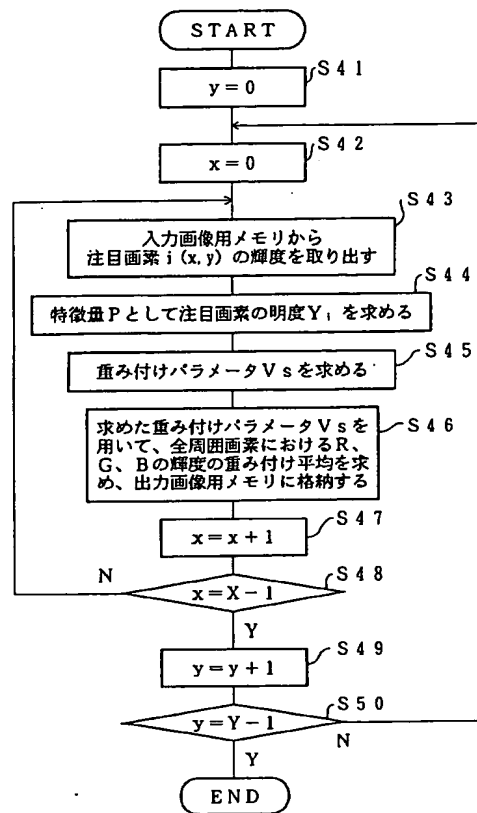 START
S41
y=0
S42
x=0
S43
入力画像用メモリから
注目画素i(x,y)の輝度を取り出す
S44
特徴量Pとして注目画素の明度Yiを求める
S45
重み付けパラメータVsを求める
S46
求めた重み付けパラメータVsを
用いて、全周囲画素におけるR、
G、Bの輝度の重み付け平均を求
め、出力画像用メモリに格納する
S47
x=x+1
S48
N
x=X-1
Y
S49
y=y+1
S50
y=Y-1
N
Y
END